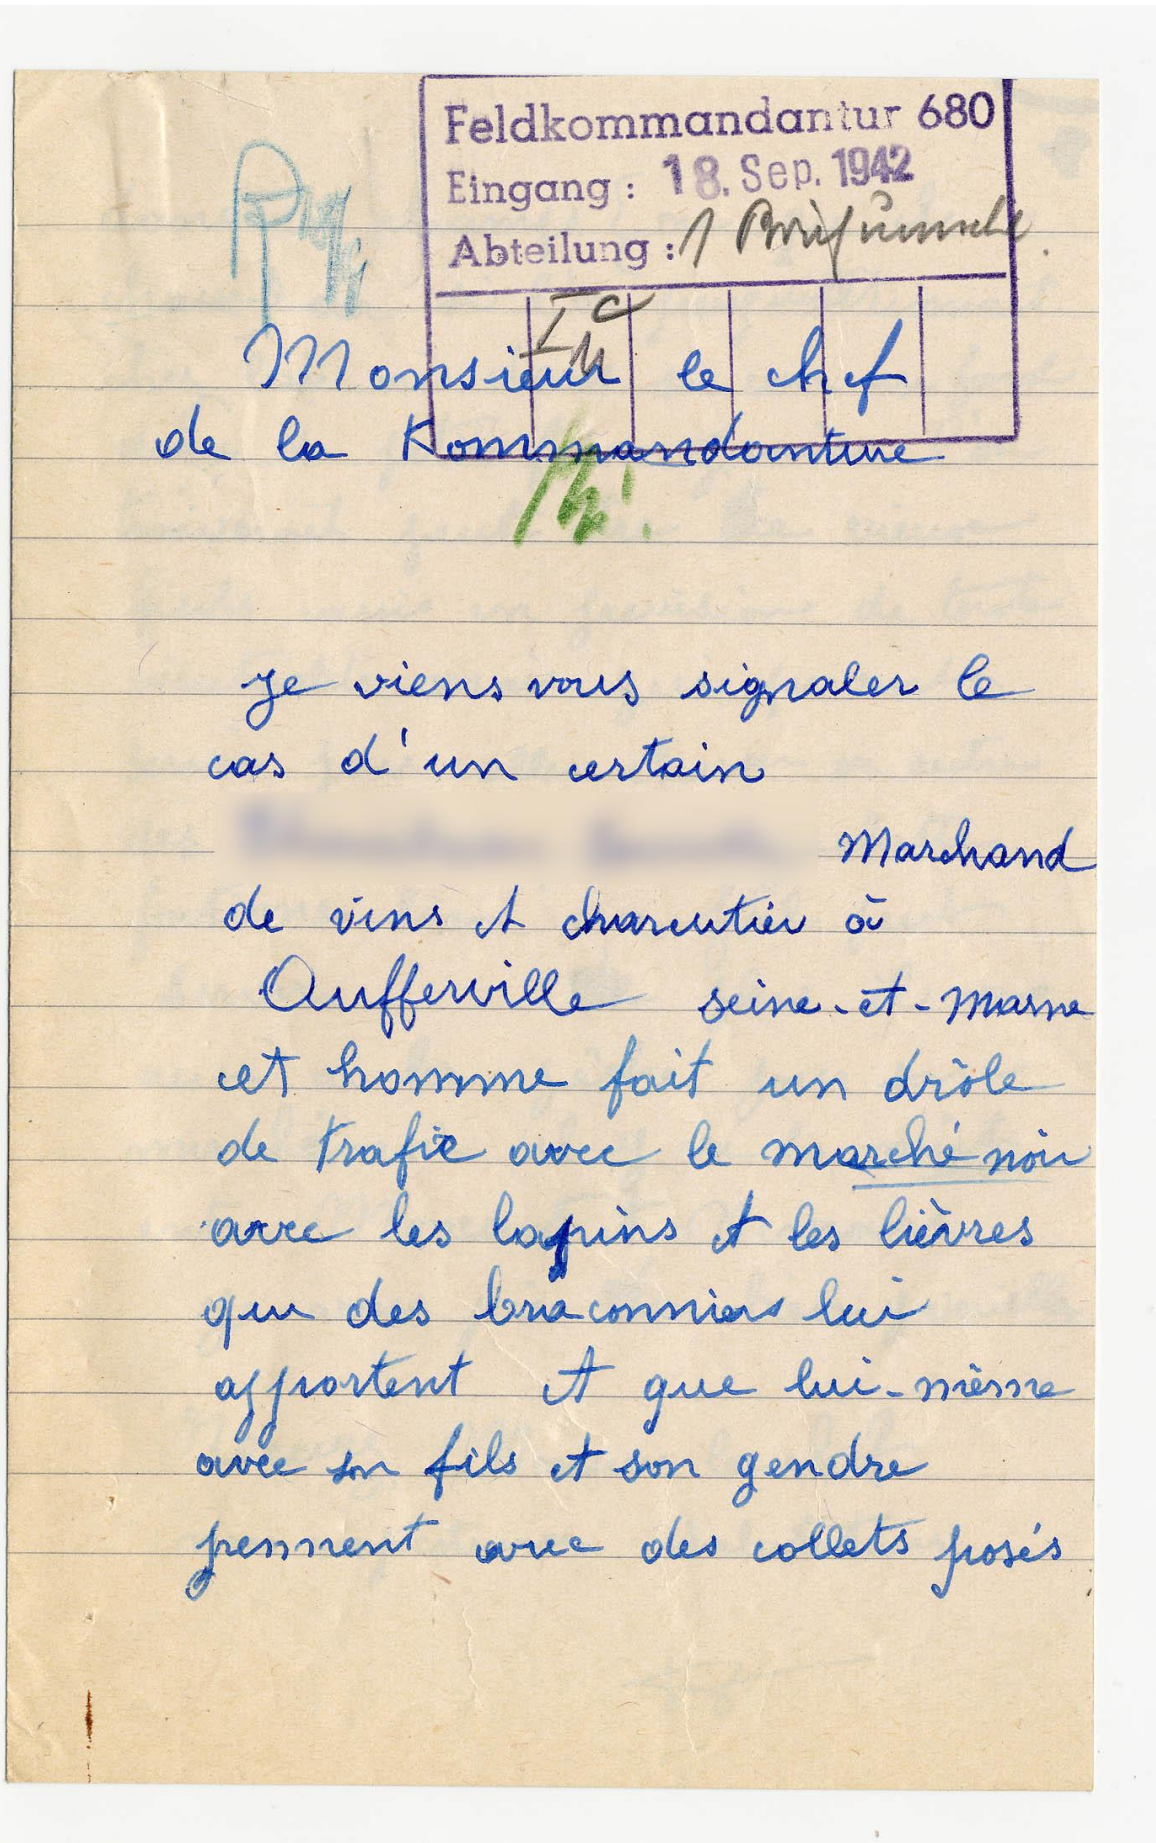 Feldkommandantur 680
Eingang : 18. Sep. 1942
Abteilung : 1
Ic
Monsieur le chef
de la Kommandanture
je viens vous signaler le
cas d'un certain
Marchand
de vins et charcutier à
Aufferville seine-et-marne
cet homme fait un drôle
de trafic avec le marché noir
avec les lapins et les lièvres
que des braconniers lui
apportent et que lui-même
avec son fils et son gendre
prennent avec des collets posés